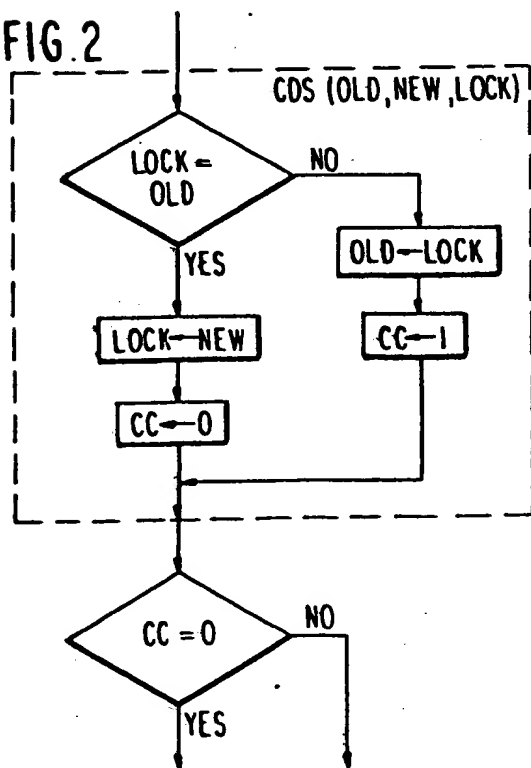 FIG.2
CDS (OLD,NEW,LOCK)
LOCK=
OLD
NO
YES
OLD←LOCK
LOCK←NEW
CC←1
CC←0
CC=0
NO
YES